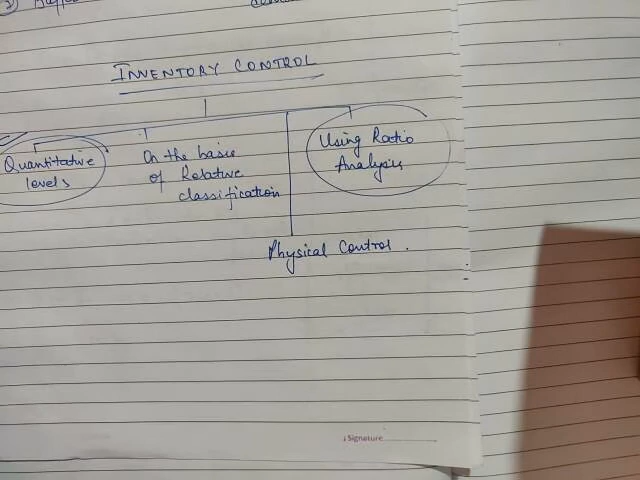 INVENTORY CONTROL
Quantitative
levels
On the basis
of Relative
classification
Using Ratio
Analysis
Physical Control.
Signature